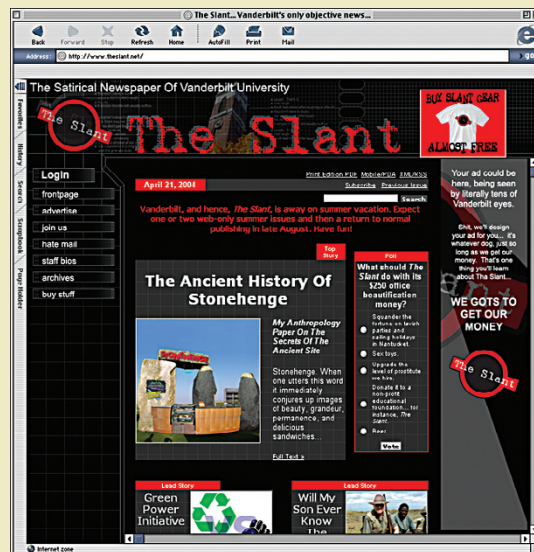 The Slant... Vanderbilt's only objective news...
Back
Forward
Stop
Refresh
Home
AutoFill
Print
Mail
Address:
http://www.theslant.net/
go
Favorites
History
Search
Scrapbook
Page Holder
The Satirical Newspaper Of Vanderbilt University
The Slant
The Slant
BUY SLANT GEAR
ALMOST FREE
Login
frontpage
advertise
join us
hate mail
staff bios
archives
buy stuff
Print Edition PDF Mobile/PDA XML/RSS
April 21, 2004
Subscribe Previous Issue
Search
Vanderbilt, and hence, The Slant, is away on summer vacation. Expect
one or two web-only summer issues and then a return to normal
publishing in late August. Have fun!
Top
Story
The Ancient History Of
Stonehenge
My Anthropology
Paper On The
Secrets Of The
Ancient Site
Stonehenge. When
one utters this word
it immediately
conjures up images
of beauty, grandeur,
permanence, and
delicious
sandwiches...
Full Text »
Poll
What should The
Slant do with its
$250 office
beautification
money?
Squander the
fortune on lavish
parties and
sailing holidays
in Nantucket.
Sex toys.
Upgrade the
level of prostitute
we hire.
Donate it to a
non-profit
educational
foundation... for
instance, The
Slant.
Beer.
Vote
Your ad could be
here, being seen
by literally tens of
Vanderbilt eyes.
Shit, we'll design
your ad for you... it's
whatever dog, just so
long as we get our
money. That's one
thing you'll learn
about The Slant...
WE GOTS TO
GET OUR
MONEY
The Slant
Lead Story
Green
Power
Initiative
Lead Story
Will My
Son Ever
Know
The
Internet zone